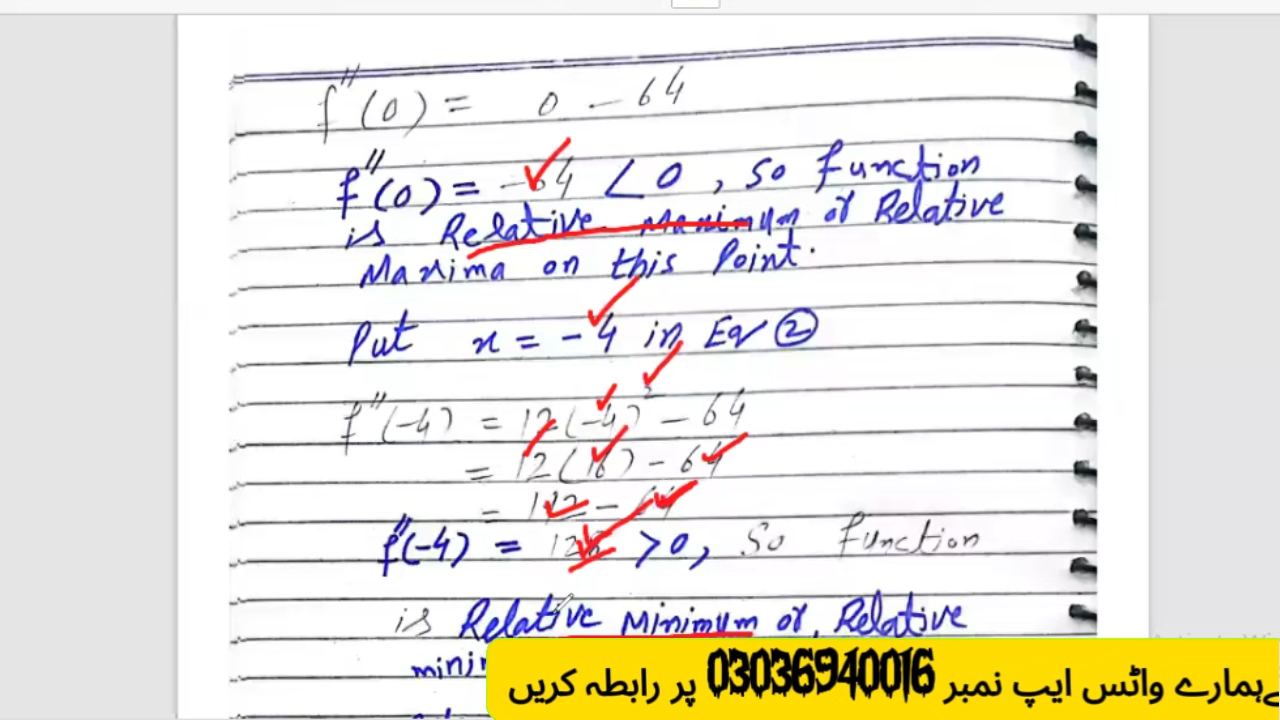 f''(0) = 0 - 64
f''(0) = -64 < 0, So function
is Relative Maximum or Relative
Maxima on this Point.
Put x = -4 in Eq ②
f''(-4) = 12(-4)² - 64
= 12(16) - 64
= 192 - 64
f''(-4) = 128 > 0, So function
is Relative Minimum or Relative
ہمارے واٹس ایپ نمبر 03036940016 پر رابطہ کریں